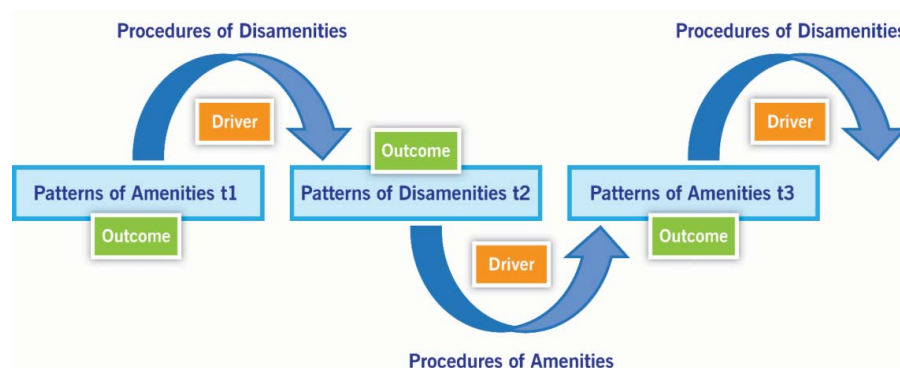 Procedures of Disamenities
Procedures of Disamenities
Driver
Driver
Outcome
Patterns of Amenities t1
Patterns of Disamenities t2
Patterns of Amenities t3
Outcome
Outcome
Driver
Procedures of Amenities